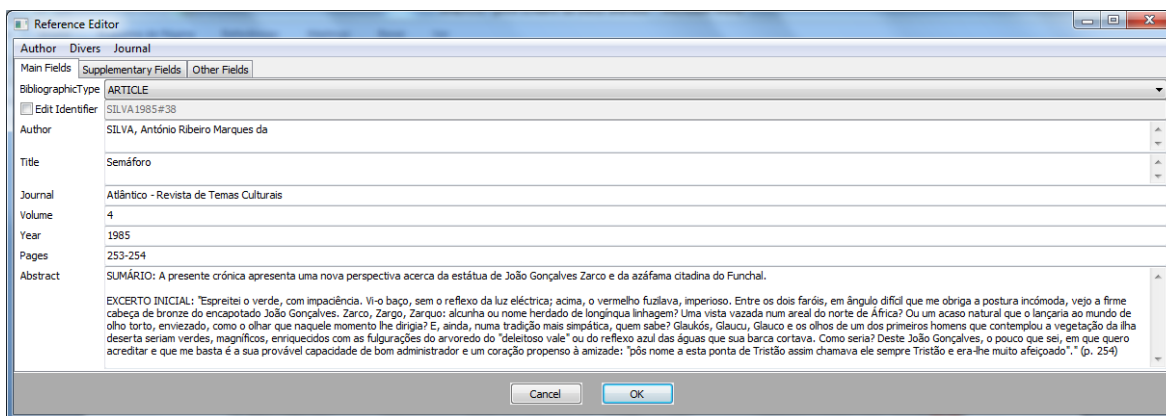 Reference Editor
Author Divers Journal
Main Fields Supplementary Fields Other Fields
BibliographicType ARTICLE
Edit Identifier SILVA1985#38
Author SILVA, António Ribeiro Marques da
Title Semáforo
Journal Atlântico - Revista de Temas Culturais
Volume 4
Year 1985
Pages 253-254
Abstract SUMÁRIO: A presente crónica apresenta uma nova perspectiva acerca da estátua de João Gonçalves Zarco e da azáfama citadina do Funchal.
EXCERTO INICIAL: "Espreitei o verde, com impaciência. Vi-o baço, sem o reflexo da luz eléctrica; acima, o vermelho fuzilava, imperioso. Entre os dois faróis, em ângulo difícil que me obriga a postura incómoda, vejo a firme
cabeça de bronze do encapotado João Gonçalves. Zarco, Zargo, Zarquo: alcunha ou nome herdado de longínqua linhagem? Uma vista vazada num areal do norte de África? Ou um acaso natural que o lançaria ao mundo de
olho torto, enviezado, como o olhar que naquele momento lhe dirigia? E, ainda, numa tradição mais simpática, quem sabe? Glaukós, Glaucu, Glauco e os olhos de um dos primeiros homens que contemplou a vegetação da ilha
deserta seriam verdes, magníficos, enriquecidos com as fulgurações do arvoredo do "deleitoso vale" ou do reflexo azul das águas que sua barca cortava. Como seria? Deste João Gonçalves, o pouco que sei, em que quero
acreditar e que me basta é a sua provável capacidade de bom administrador e um coração propenso à amizade: "pôs nome a esta ponta de Tristão assim chamava ele sempre Tristão e era-lhe muito afeiçoado"." (p. 254)
Cancel OK